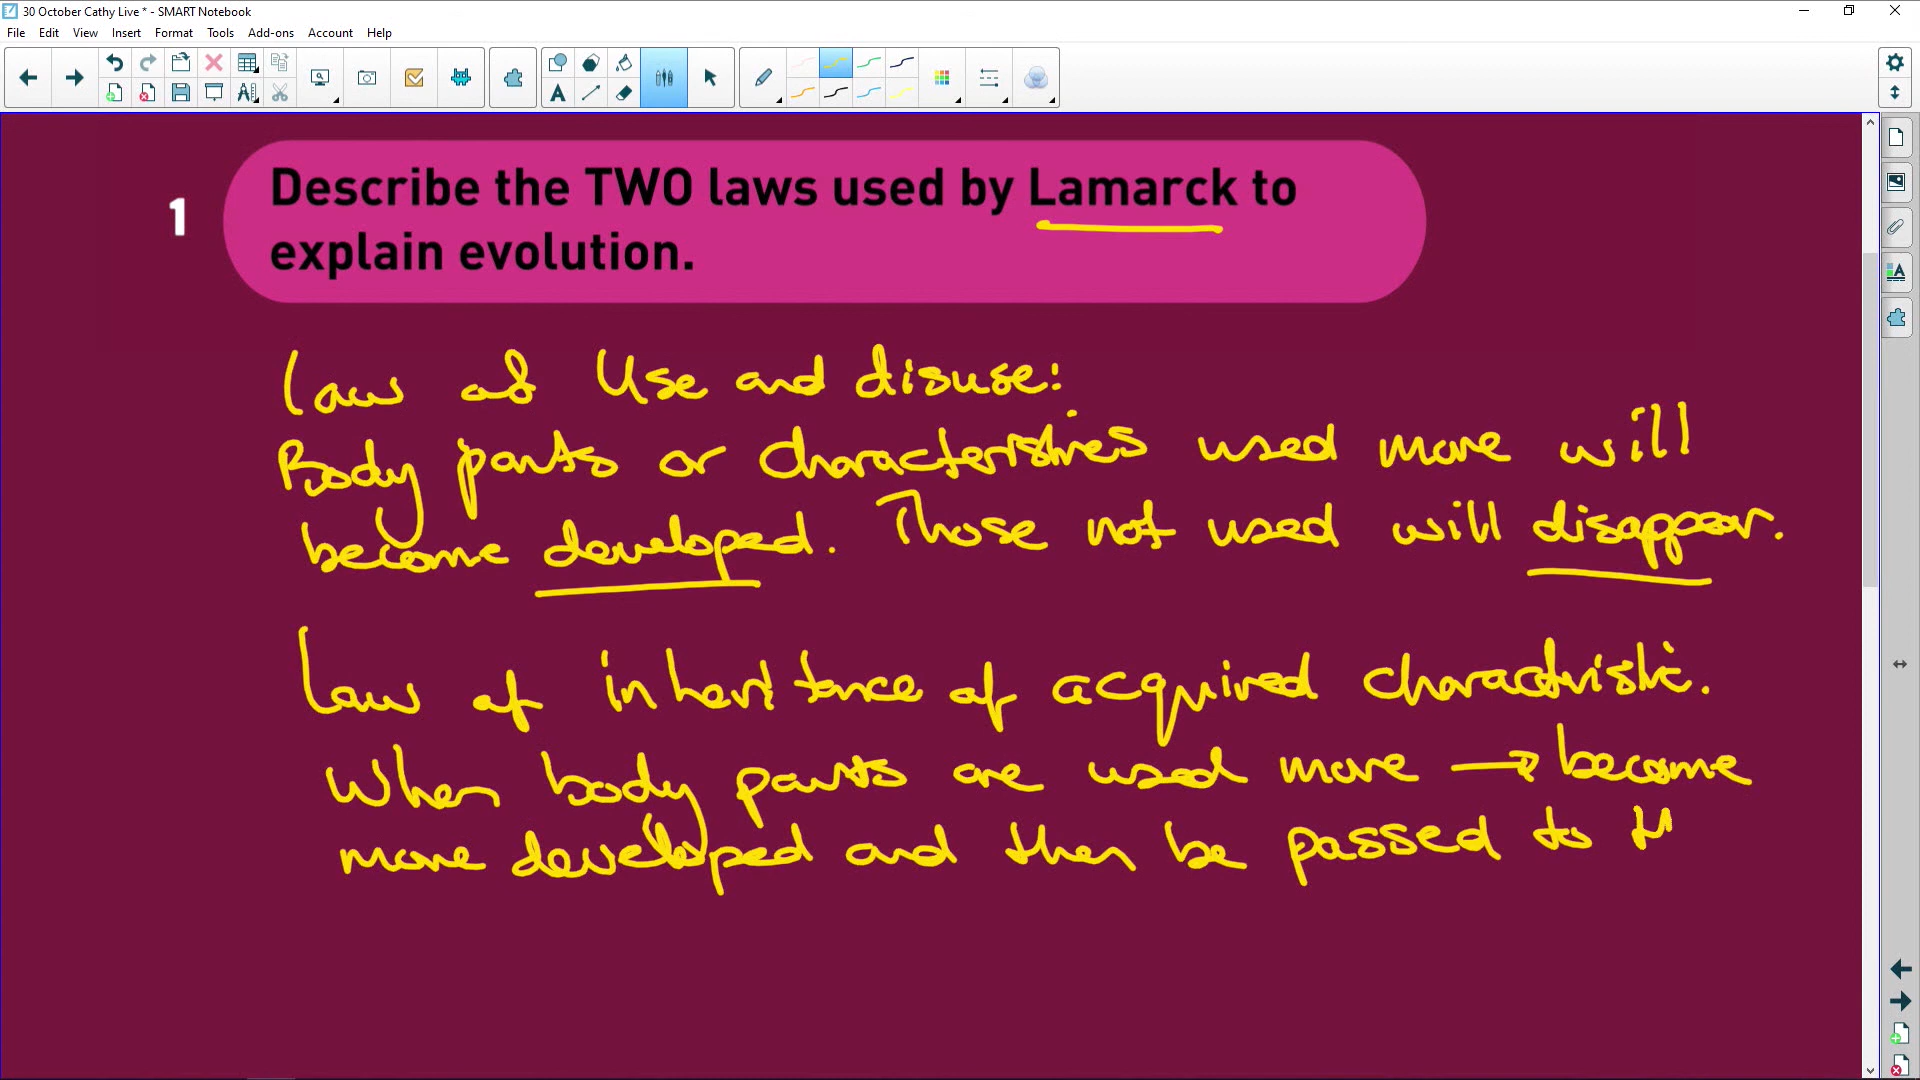 30 October Cathy Live * - SMART Notebook
File Edit View Insert Format Tools Add-ons Account Help
1
Describe the TWO laws used by Lamarck to
explain evolution.
Law of Use and disuse:
Body parts or characteristics used more will
become developed. Those not used will disappear.
Law of inheritance of acquired characteristic.
When body parts are used more → become
more developed and then be passed to